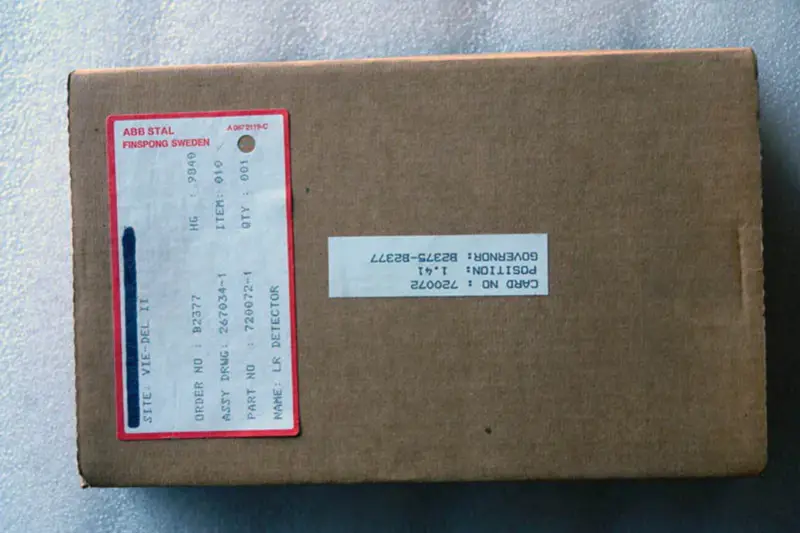 ABB STAL
A 0672119-C
FINSPONG SWEDEN
SITE: VIE-DEL II
ORDER NO : B2377 HG : 9840
ASSY DRWG: 267034-1 ITEM: 010
PART NO : 720072-1 QTY : 001
NAME: LR DETECTOR
CARD NO : 720072
POSITION: 1.41
GOVERNOR: B2375-B2377